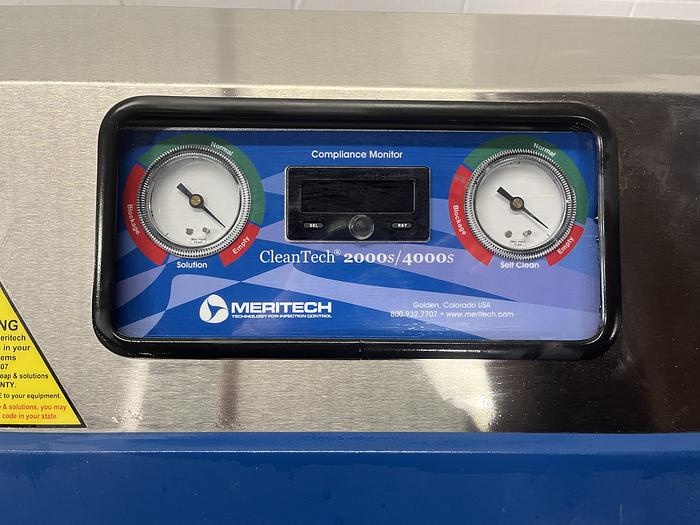 Normal
Blockage
Empty
Solution
Compliance Monitor
SEL
RST
CleanTech® 2000s/4000s
Normal
Blockage
Empty
Self Clean
MERITECH
TECHNOLOGY FOR INFECTION CONTROL
Golden, Colorado USA
800.932.7707 • www.meritech.com
NG
eritech
s in your
ems
07
oap & solutions
NTY.
E to your equipment.
p & solutions, you may
code in your state.